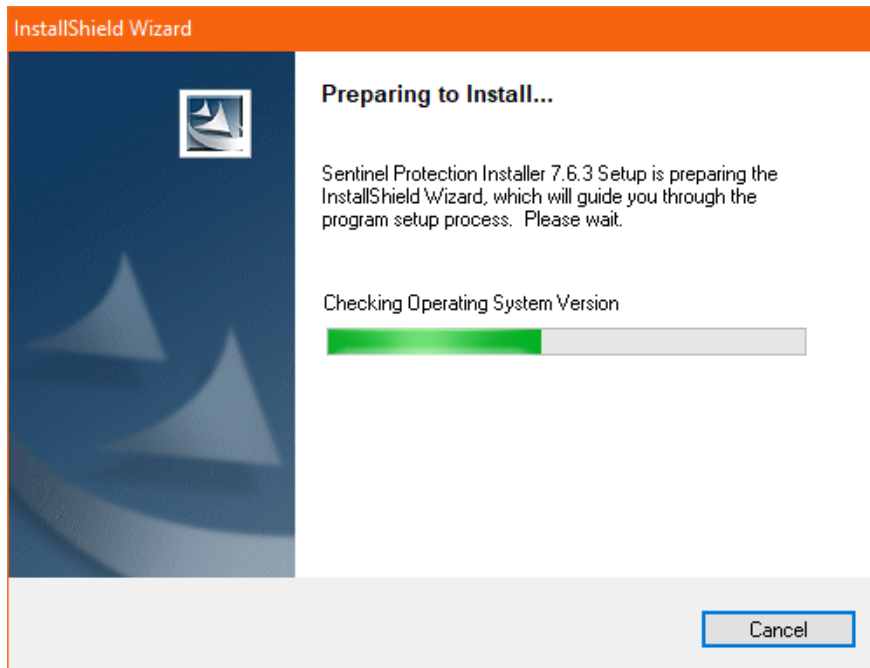 InstallShield Wizard
Preparing to Install...
Sentinel Protection Installer 7.6.3 Setup is preparing the
InstallShield Wizard, which will guide you through the
program setup process.  Please wait.
Checking Operating System Version
Cancel